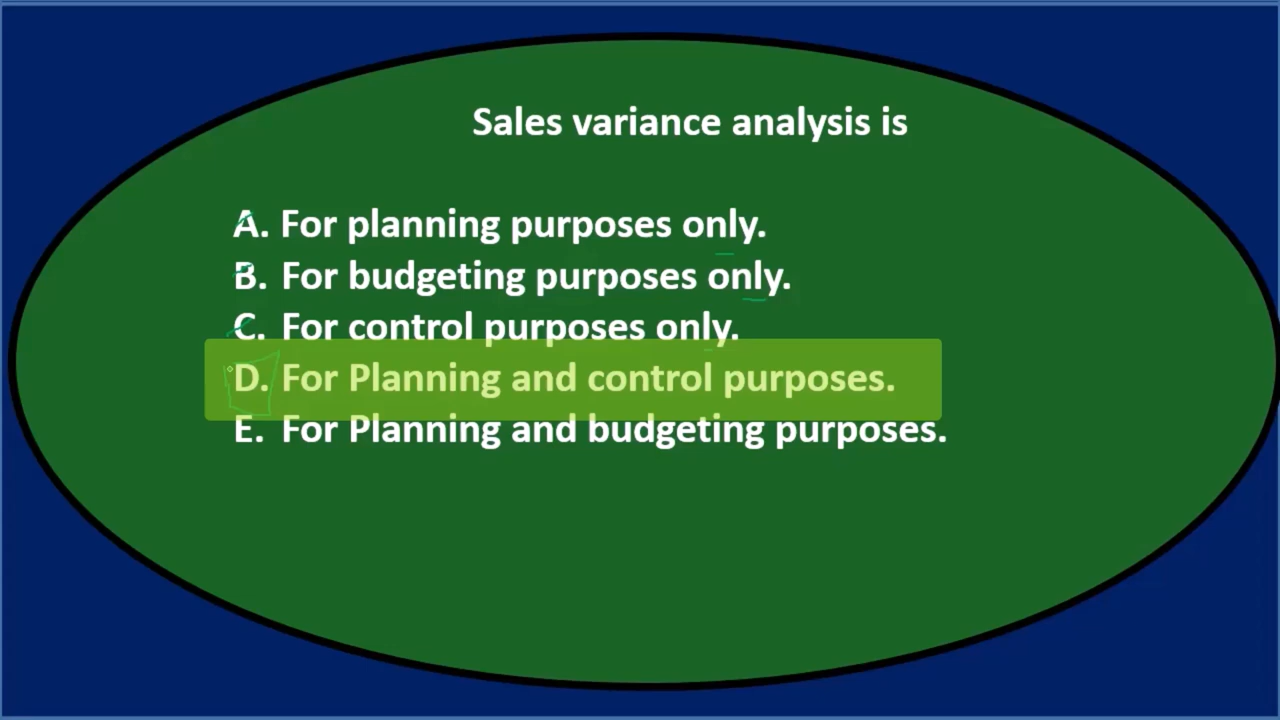 Sales variance analysis is
A. For planning purposes only.
B. For budgeting purposes only.
C. For control purposes only.
D. For Planning and control purposes.
E. For Planning and budgeting purposes.